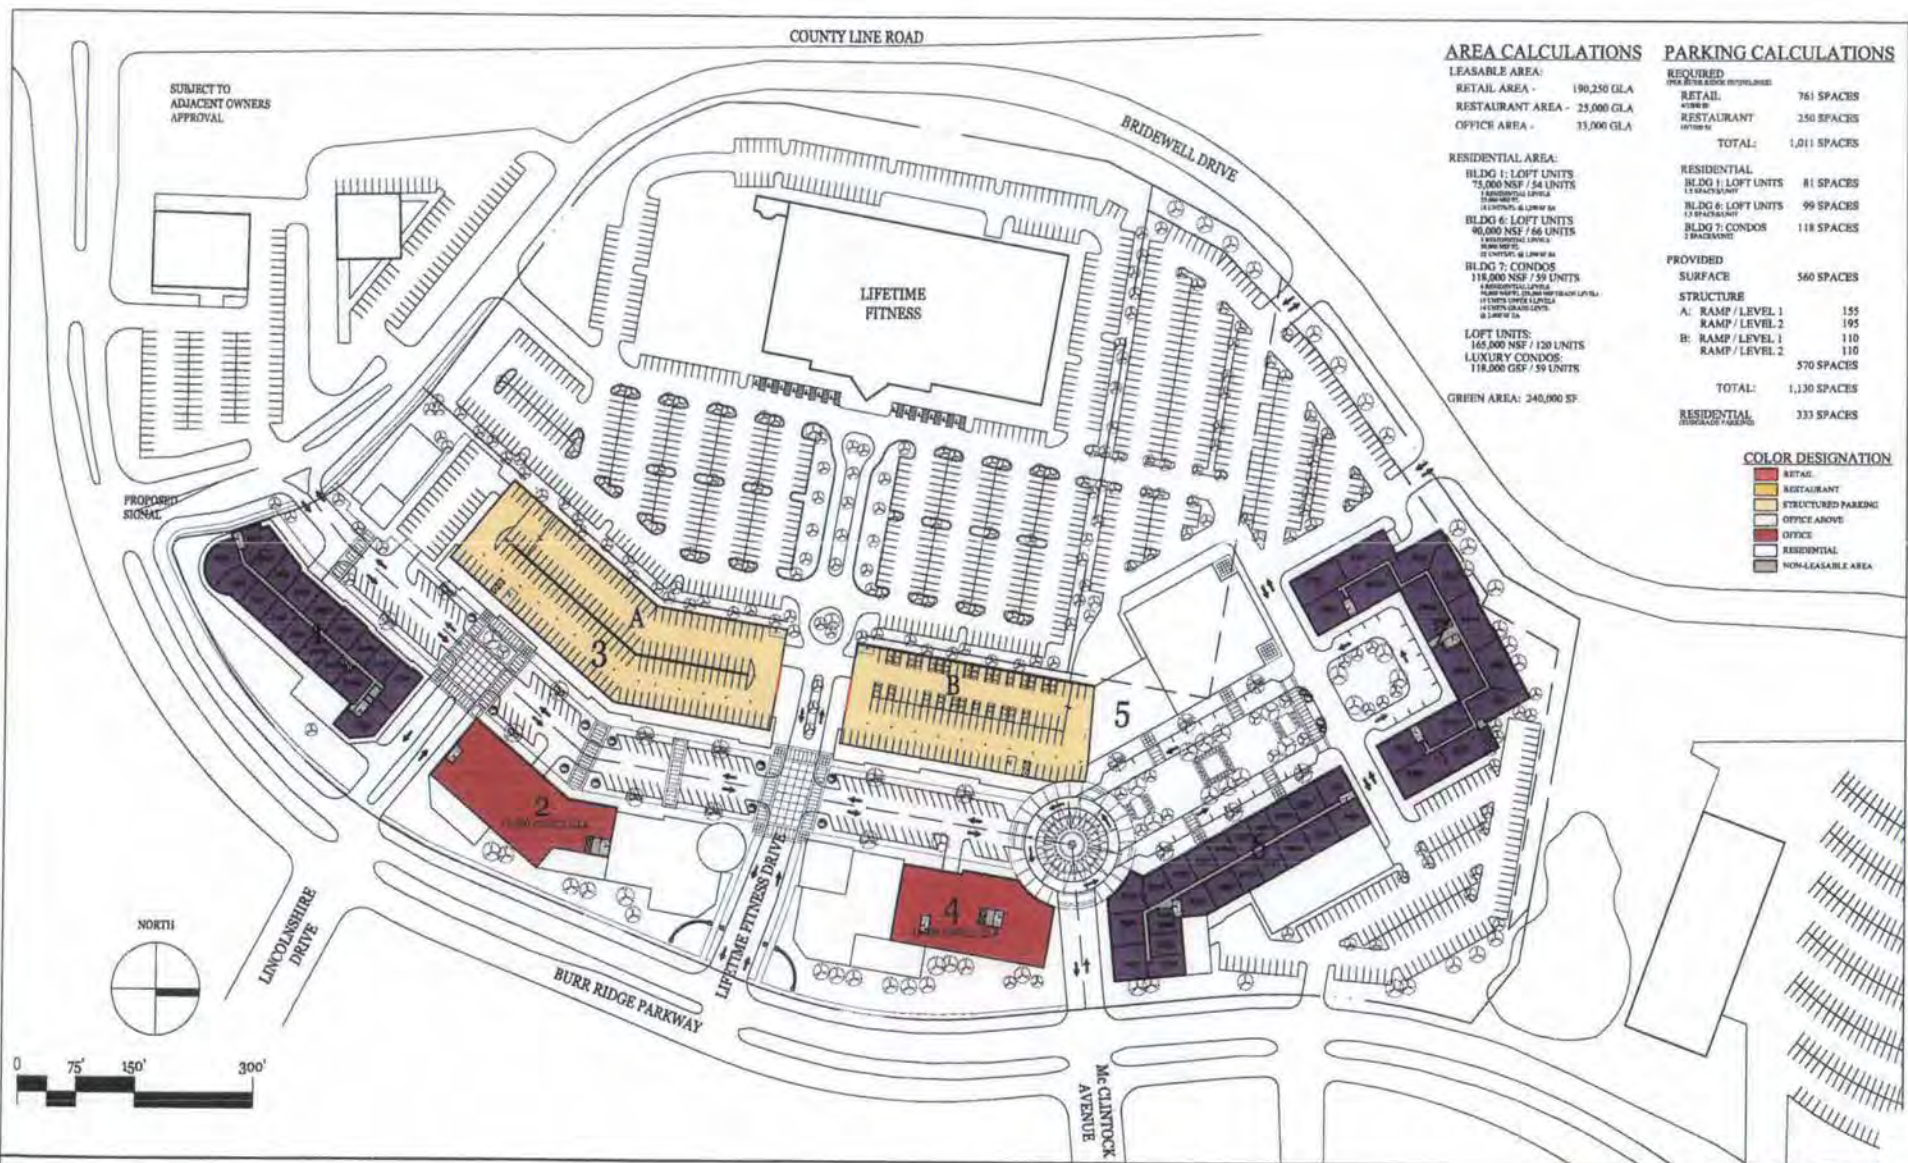 COUNTY LINE ROAD
SUBJECT TO
ADJACENT OWNERS
APPROVAL
BRIDEWELL DRIVE
LIFETIME
FITNESS
PROPOSED
SIGNAL
AREA CALCULATIONS
LEASABLE AREA:
RETAIL AREA - 190,250 GLA
RESTAURANT AREA - 25,000 GLA
OFFICE AREA - 33,000 GLA
RESIDENTIAL AREA:
BLDG 1: LOFT UNITS
75,000 NSF / 54 UNITS
BLDG 6: LOFT UNITS
90,000 NSF / 66 UNITS
BLDG 7: CONDOS
118,000 NSF / 59 UNITS
LOFT UNITS:
165,000 NSF / 120 UNITS
LUXURY CONDOS:
118,000 GSF / 59 UNITS
GREEN AREA: 240,000 SF
PARKING CALCULATIONS
REQUIRED
RETAIL 761 SPACES
RESTAURANT 250 SPACES
TOTAL: 1,011 SPACES
RESIDENTIAL
BLDG 1: LOFT UNITS 81 SPACES
BLDG 6: LOFT UNITS 99 SPACES
BLDG 7: CONDOS 118 SPACES
PROVIDED
SURFACE 560 SPACES
STRUCTURE
A: RAMP / LEVEL 1 155
RAMP / LEVEL 2 195
B: RAMP / LEVEL 1 110
RAMP / LEVEL 2 110
570 SPACES
TOTAL: 1,130 SPACES
RESIDENTIAL 333 SPACES
COLOR DESIGNATION
RETAIL
RESTAURANT
STRUCTURED PARKING
OFFICE ABOVE
OFFICE
RESIDENTIAL
NON-LEASABLE AREA
1
A
3
B
5
2
4
NORTH
LINCOLNSHIRE
DRIVE
LIFETIME FITNESS DRIVE
BURR RIDGE PARKWAY
Mc CLINTOCK
AVENUE
0 75' 150' 300'